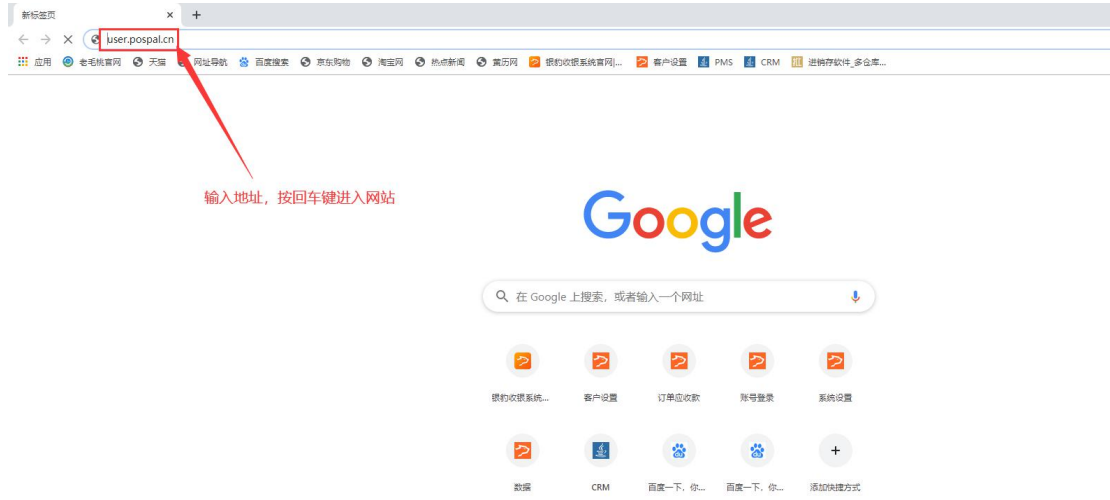 新标签页
user.pospal.cn
应用 老毛桃官网 天猫 网址导航 百度搜索 京东购物 淘宝网 热点新闻 黄历网 银豹收银系统官网|... 客户设置 PMS CRM 进销存软件_多仓库...
输入地址，按回车键进入网站
Google
在 Google 上搜索，或者输入一个网址
银豹收银系统... 客户设置 订单应收款 账号登录 系统设置
数据 CRM 百度一下，你... 百度一下，你... 添加快捷方式